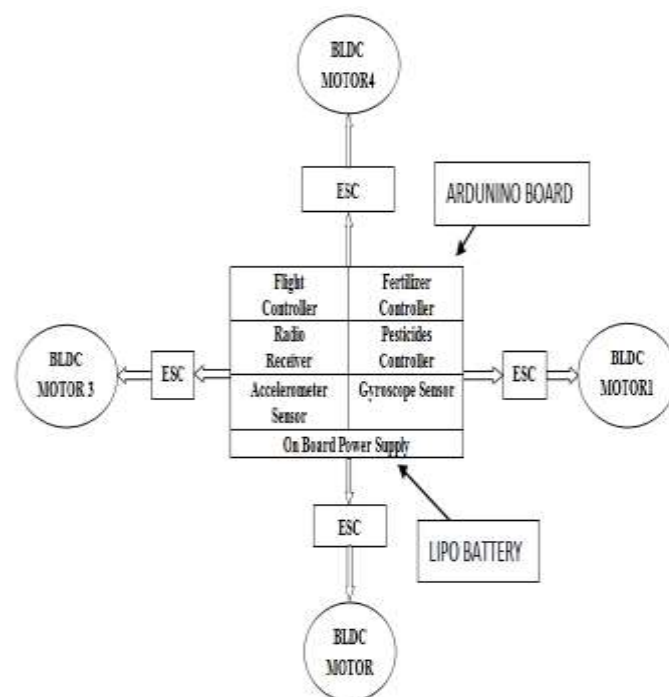 BLDC
MOTOR4
ESC
ARDUNINO BOARD
Flight
Controller
Fertilizer
Controller
Radio
Receiver
Pesticides
Controller
Accelerometer
Sensor
Gyroscope Sensor
On Board Power Supply
BLDC
MOTOR 3
ESC
ESC
BLDC
MOTOR1
ESC
LIPO BATTERY
BLDC
MOTOR